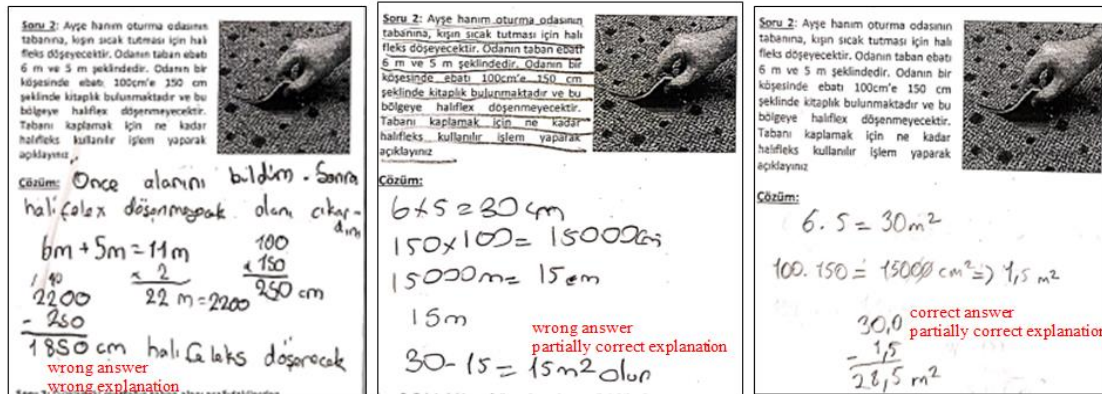 Soru 2: Ayşe hanım oturma odasının
tabanına, kışın sıcak tutması için halı
fleks döşeyecektir. Odanın taban ebatı
6 m ve 5 m şeklindedir. Odanın bir
köşesinde ebatı 100cm'e 150 cm
şeklinde kitaplık bulunmaktadır ve bu
bölgeye halıflex döşenmeyecektir.
Tabanı kaplamak için ne kadar
halıfleks kullanılır işlem yaparak
açıklayınız
Çözüm: Önce alanını bildim. Sonra
halıfolex döşenmeyecek olanı çıkar-
dım
6m + 5m = 11m
x 2
22 m = 2200
100
x 150
250 cm
2200
- 250
1850 cm halı döşenecek
wrong answer
wrong explanation
Soru 2: Ayşe hanım oturma odasının
tabanına, kışın sıcak tutması için halı
fleks döşeyecektir. Odanın taban ebatı
6 m ve 5 m şeklindedir. Odanın bir
köşesinde ebatı 100cm'e 150 cm
şeklinde kitaplık bulunmaktadır ve bu
bölgeye halıflex döşenmeyecektir.
Tabanı kaplamak için ne kadar
halıfleks kullanılır işlem yaparak
açıklayınız
Çözüm:
6x5=30 cm
150x100= 15000cm
15000m= 15cm
15m
wrong answer
partially correct explanation
30-15=15m2 olur
Soru 2: Ayşe hanım oturma odasının
tabanına, kışın sıcak tutması için halı
fleks döşeyecektir. Odanın taban ebatı
6 m ve 5 m şeklindedir. Odanın bir
köşesinde ebatı 100cm'e 150 cm
şeklinde kitaplık bulunmaktadır ve bu
bölgeye halıflex döşenmeyecektir.
Tabanı kaplamak için ne kadar
halıfleks kullanılır işlem yaparak
açıklayınız
Çözüm:
6.5 = 30m²
100.150 = 15000 cm² => 1,5 m²
30,0
- 1,5
28,5 m²
correct answer
partially correct explanation